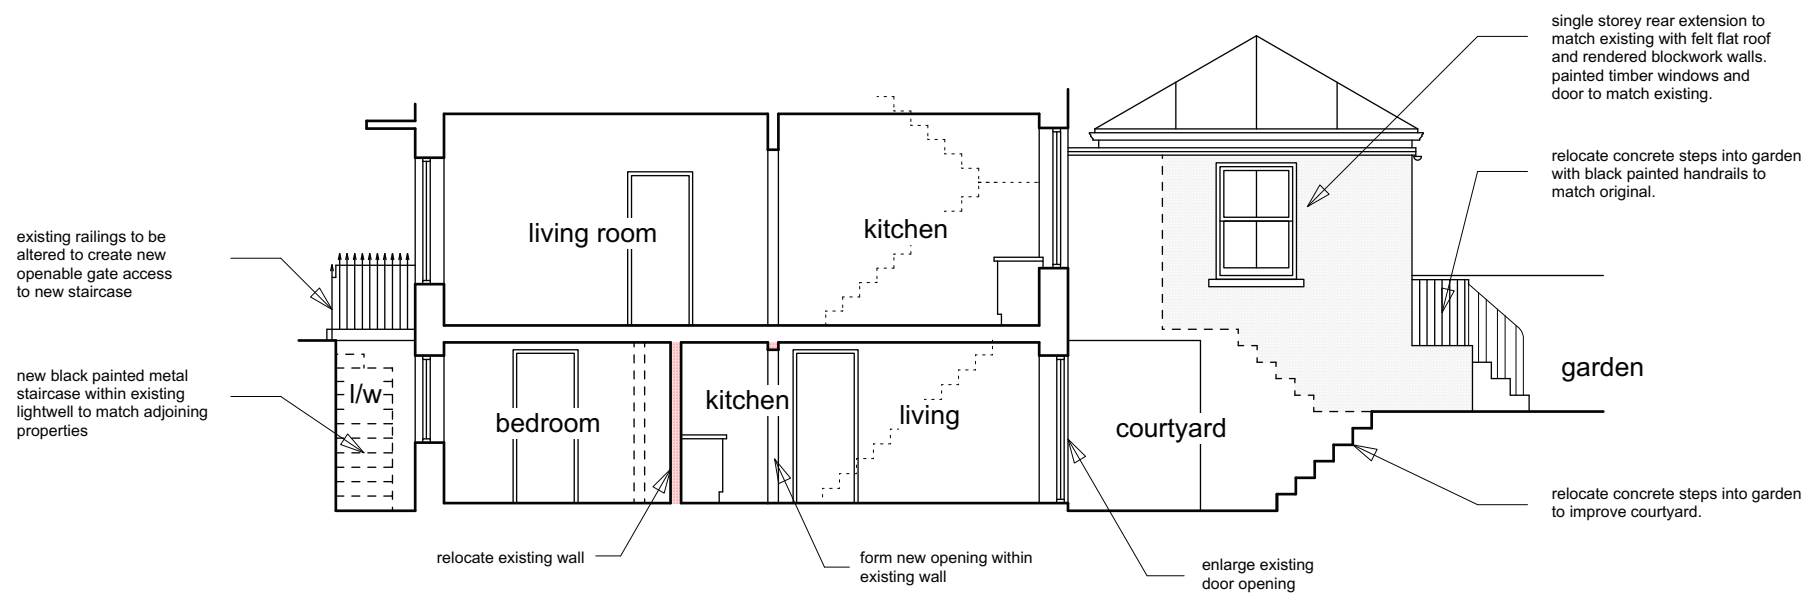 single storey rear extension to
match existing with felt flat roof
and rendered blockwork walls.
painted timber windows and
door to match existing.
relocate concrete steps into garden
with black painted handrails to
match original.
existing railings to be
altered to create new
openable gate access
to new staircase
living room
kitchen
new black painted metal
staircase within existing
lightwell to match adjoining
properties
l/w
bedroom
kitchen
living
courtyard
garden
relocate concrete steps into garden
to improve courtyard.
relocate existing wall
form new opening within
existing wall
enlarge existing
door opening